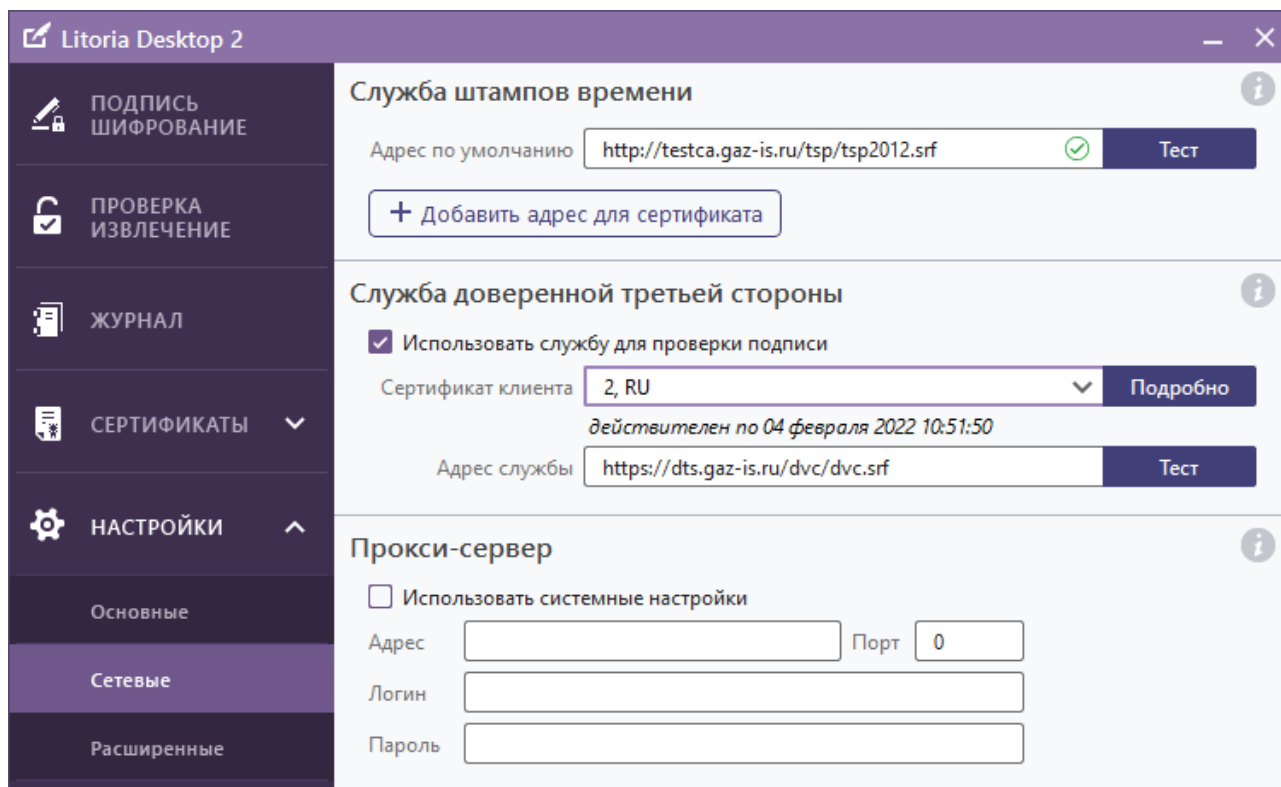 Litoria Desktop 2
ПОДПИСЬ
ШИФРОВАНИЕ
ПРОВЕРКА
ИЗВЛЕЧЕНИЕ
ЖУРНАЛ
СЕРТИФИКАТЫ
НАСТРОЙКИ
Основные
Сетевые
Расширенные
Служба штампов времени
Адрес по умолчанию http://testca.gaz-is.ru/tsp/tsp2012.srf Тест
+ Добавить адрес для сертификата
Служба доверенной третьей стороны
Использовать службу для проверки подписи
Сертификат клиента 2, RU Подробно
действителен по 04 февраля 2022 10:51:50
Адрес службы https://dts.gaz-is.ru/dvc/dvc.srf Тест
Прокси-сервер
Использовать системные настройки
Адрес Порт 0
Логин
Пароль